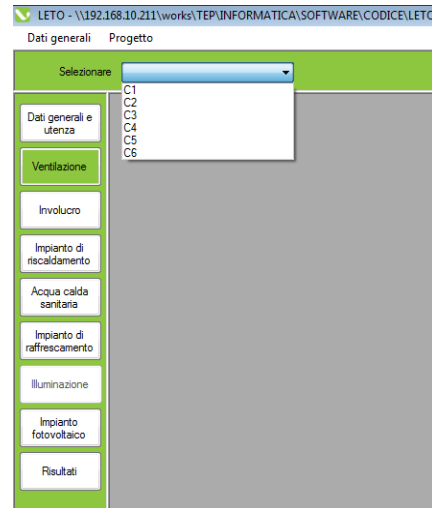 LETO - \\192.168.10.211\works\TEP\INFORMATICA\SOFTWARE\CODICE\LETO
Dati generali Progetto
Selezionare
C1
C2
C3
C4
C5
C6
Dati generali e
utenza
Ventilazione
Involucro
Impianto di
riscaldamento
Acqua calda
sanitaria
Impianto di
raffrescamento
Illuminazione
Impianto
fotovoltaico
Risultati